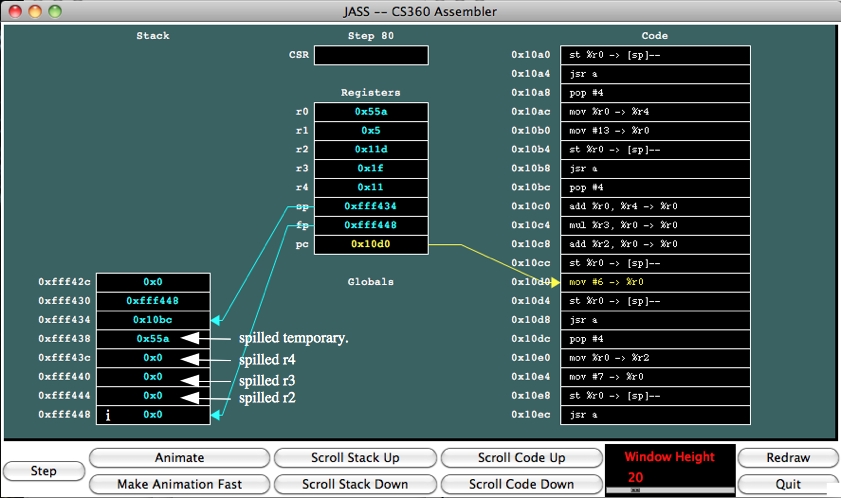 JASS -- CS360 Assembler
Stack
Step 80
Code
CSR
Registers
r0 0x55a
r1 0x5
r2 0x11d
r3 0x1f
r4 0x11
sp 0xfff434
fp 0xfff448
pc 0x10d0
Globals
0xfff42c 0x0
0xfff430 0xfff448
0xfff434 0x10bc
0xfff438 0x55a spilled temporary.
0xfff43c 0x0 spilled r4
0xfff440 0x0 spilled r3
0xfff444 0x0 spilled r2
0xfff448 i 0x0
0x10a0 st %r0 -> [sp]--
0x10a4 jsr a
0x10a8 pop #4
0x10ac mov %r0 -> %r4
0x10b0 mov #13 -> %r0
0x10b4 st %r0 -> [sp]--
0x10b8 jsr a
0x10bc pop #4
0x10c0 add %r0, %r4 -> %r0
0x10c4 mul %r3, %r0 -> %r0
0x10c8 add %r2, %r0 -> %r0
0x10cc st %r0 -> [sp]--
0x10d0 mov #6 -> %r0
0x10d4 st %r0 -> [sp]--
0x10d8 jsr a
0x10dc pop #4
0x10e0 mov %r0 -> %r2
0x10e4 mov #7 -> %r0
0x10e8 st %r0 -> [sp]--
0x10ec jsr a
Step
Animate
Scroll Stack Up
Scroll Code Up
Window Height
20
Redraw
Make Animation Fast
Scroll Stack Down
Scroll Code Down
Quit